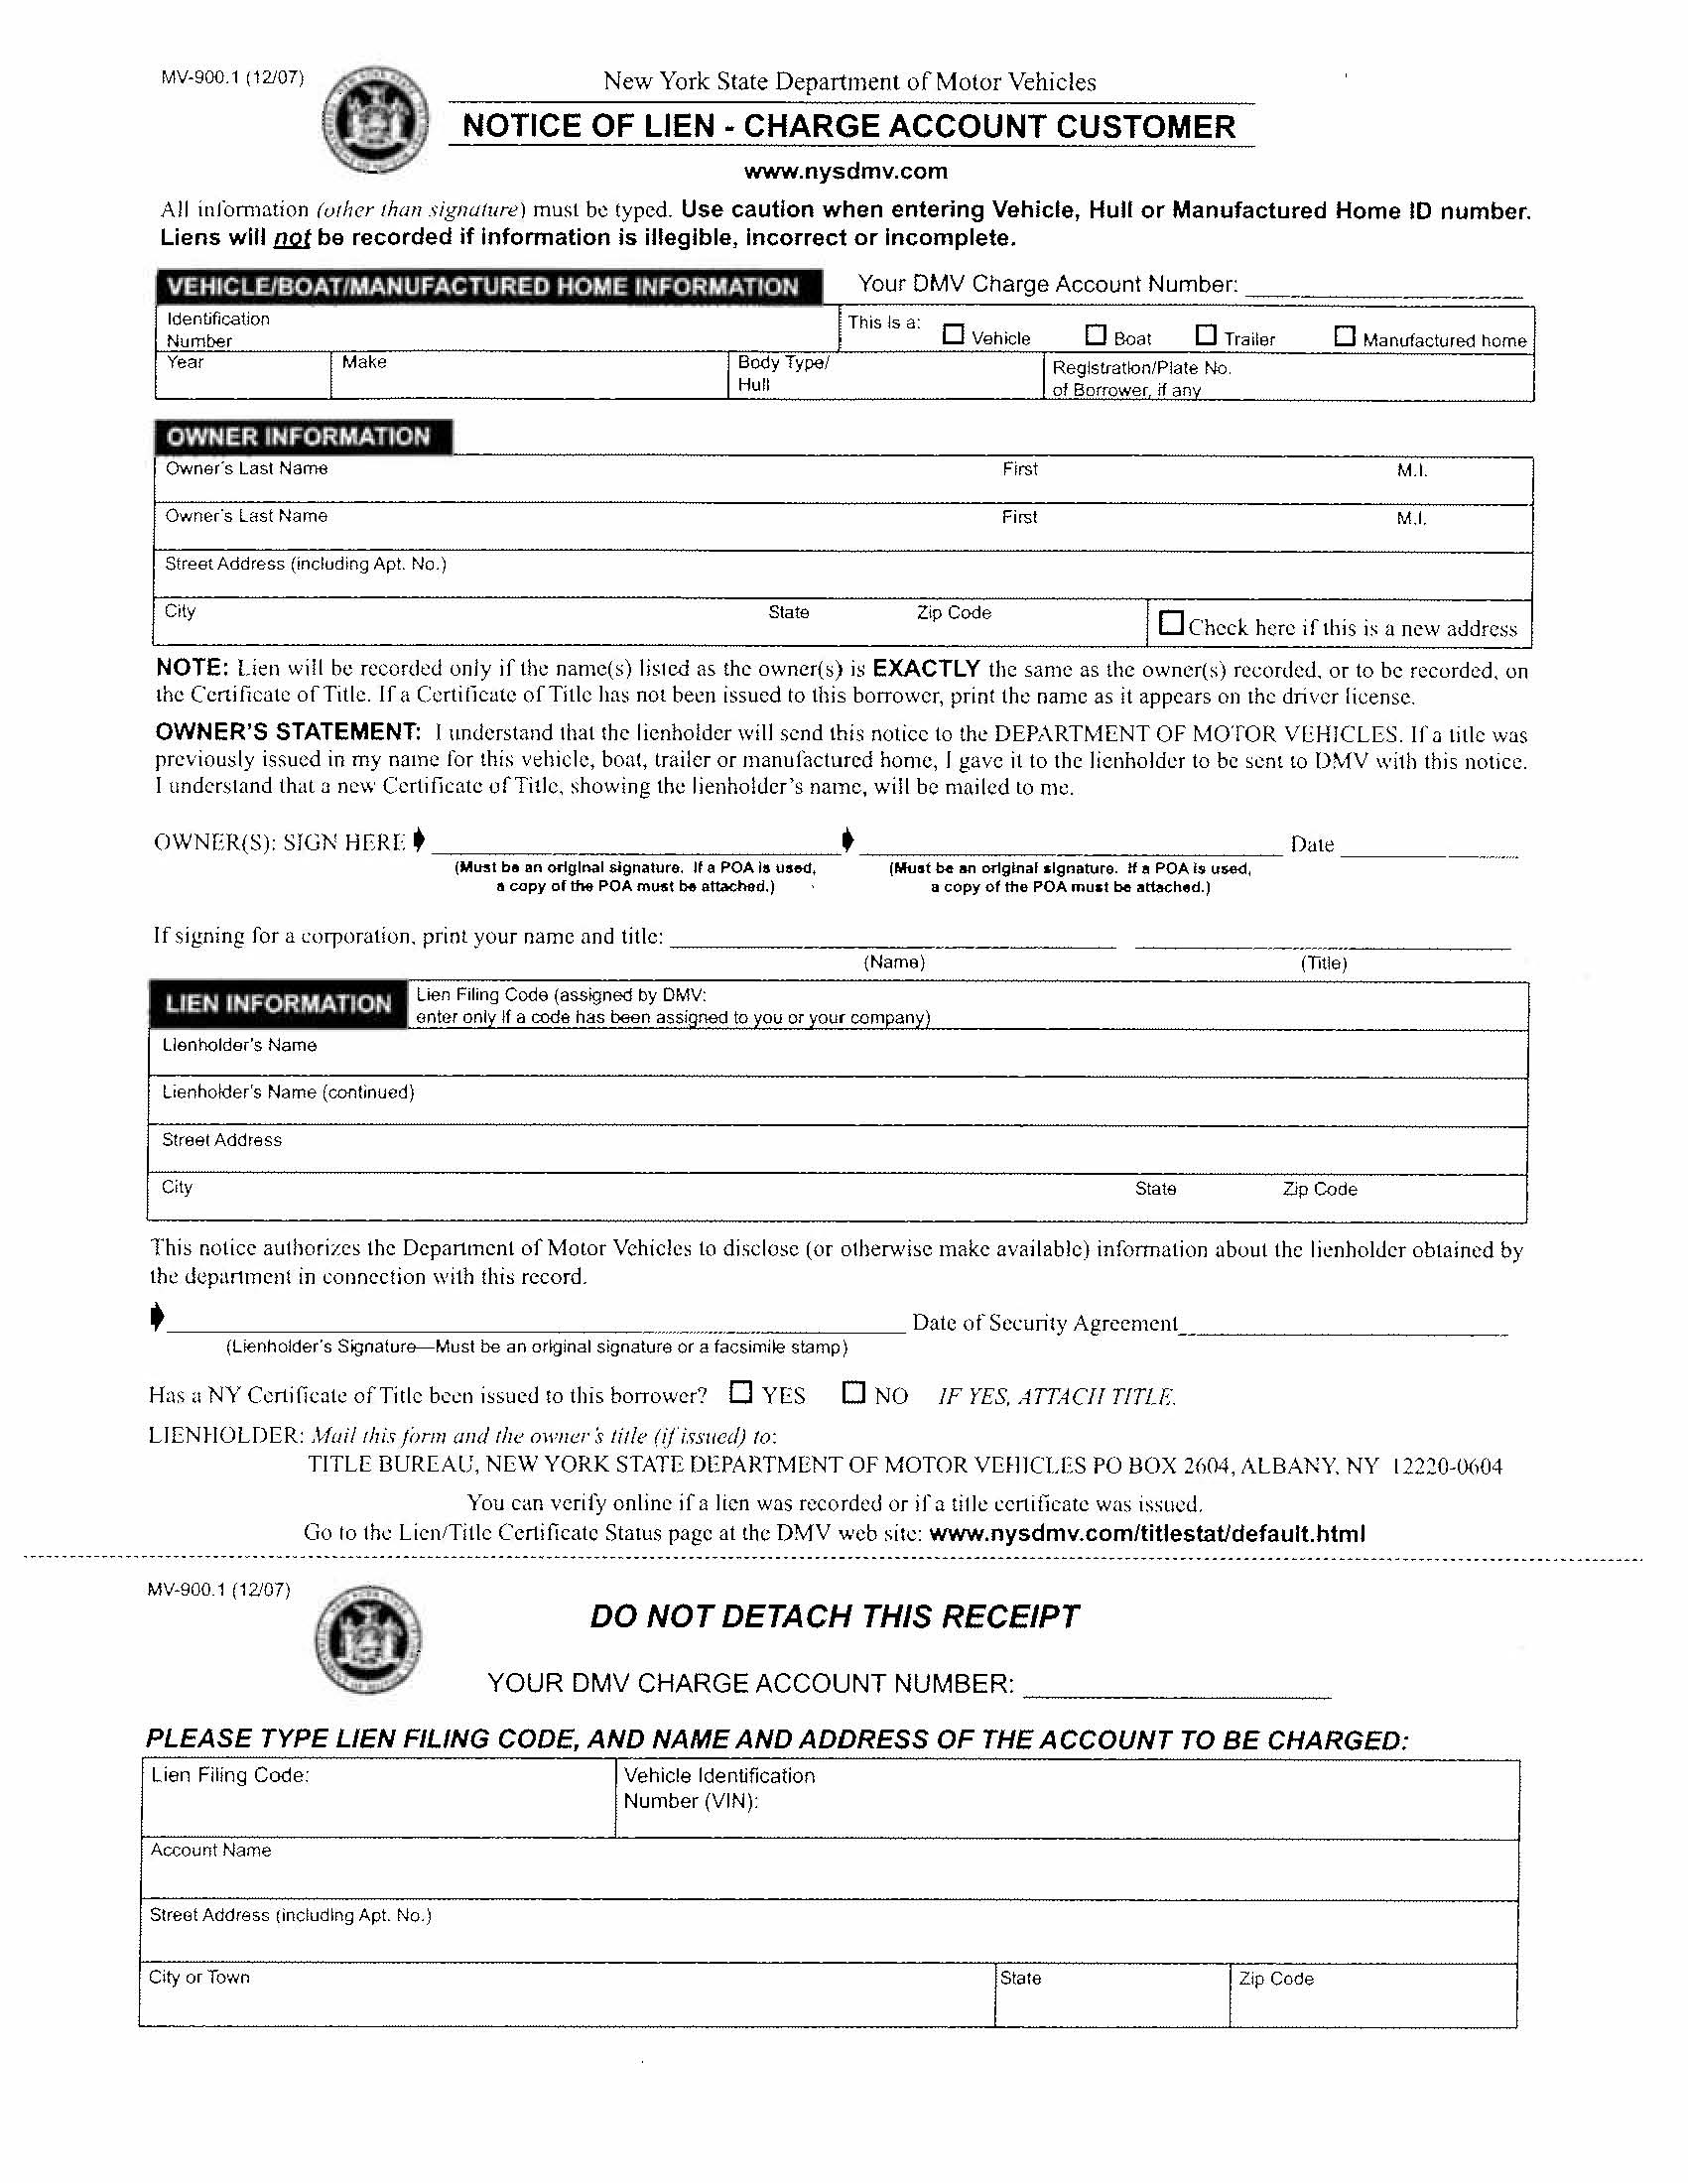 MV-900.1 (12/07)
New York State Department of Motor Vehicles
NOTICE OF LIEN - CHARGE ACCOUNT CUSTOMER
www.nysdmv.com
All information (other than signature) must be typed. Use caution when entering Vehicle, Hull or Manufactured Home ID number.
Liens will not be recorded if information is illegible, incorrect or incomplete.
VEHICLE/BOAT/MANUFACTURED HOME INFORMATION Your DMV Charge Account Number:
Identification
Number
This is a: Vehicle Boat Trailer Manufactured home
Year Make Body Type/
Hull
Registration/Plate No.
of Borrower, if any
OWNER INFORMATION
Owner's Last Name First M.I.
Owner's Last Name First M.I.
Street Address (including Apt. No.)
City State Zip Code Check here if this is a new address
NOTE: Lien will be recorded only if the name(s) listed as the owner(s) is EXACTLY the same as the owner(s) recorded, or to be recorded, on
the Certificate of Title. If a Certificate of Title has not been issued to this borrower, print the name as it appears on the driver license.
OWNER'S STATEMENT: I understand that the lienholder will send this notice to the DEPARTMENT OF MOTOR VEHICLES. If a title was
previously issued in my name for this vehicle, boat, trailer or manufactured home, I gave it to the lienholder to be sent to DMV with this notice.
I understand that a new Certificate of Title, showing the lienholder's name, will be mailed to me.
OWNER(S): SIGN HERE Date
(Must be an original signature. If a POA is used, (Must be an original signature. If a POA is used,
a copy of the POA must be attached.) a copy of the POA must be attached.)
If signing for a corporation, print your name and title:
(Name) (Title)
LIEN INFORMATION
Lien Filing Code (assigned by DMV:
enter only if a code has been assigned to you or your company)
Lienholder's Name
Lienholder's Name (continued)
Street Address
City State Zip Code
This notice authorizes the Department of Motor Vehicles to disclose (or otherwise make available) information about the lienholder obtained by
the department in connection with this record.
Date of Security Agreement
(Lienholder's Signature—Must be an original signature or a facsimile stamp)
Has a NY Certificate of Title been issued to this borrower? YES NO IF YES, ATTACH TITLE.
LIENHOLDER: Mail this form and the owner's title (if issued) to:
TITLE BUREAU, NEW YORK STATE DEPARTMENT OF MOTOR VEHICLES PO BOX 2604, ALBANY, NY 12220-0604
You can verify online if a lien was recorded or if a title certificate was issued.
Go to the Lien/Title Certificate Status page at the DMV web site: www.nysdmv.com/titlestat/default.html
MV-900.1 (12/07)
DO NOT DETACH THIS RECEIPT
YOUR DMV CHARGE ACCOUNT NUMBER:
PLEASE TYPE LIEN FILING CODE, AND NAME AND ADDRESS OF THE ACCOUNT TO BE CHARGED:
Lien Filing Code: Vehicle Identification
Number (VIN):
Account Name
Street Address (including Apt. No.)
City or Town State Zip Code